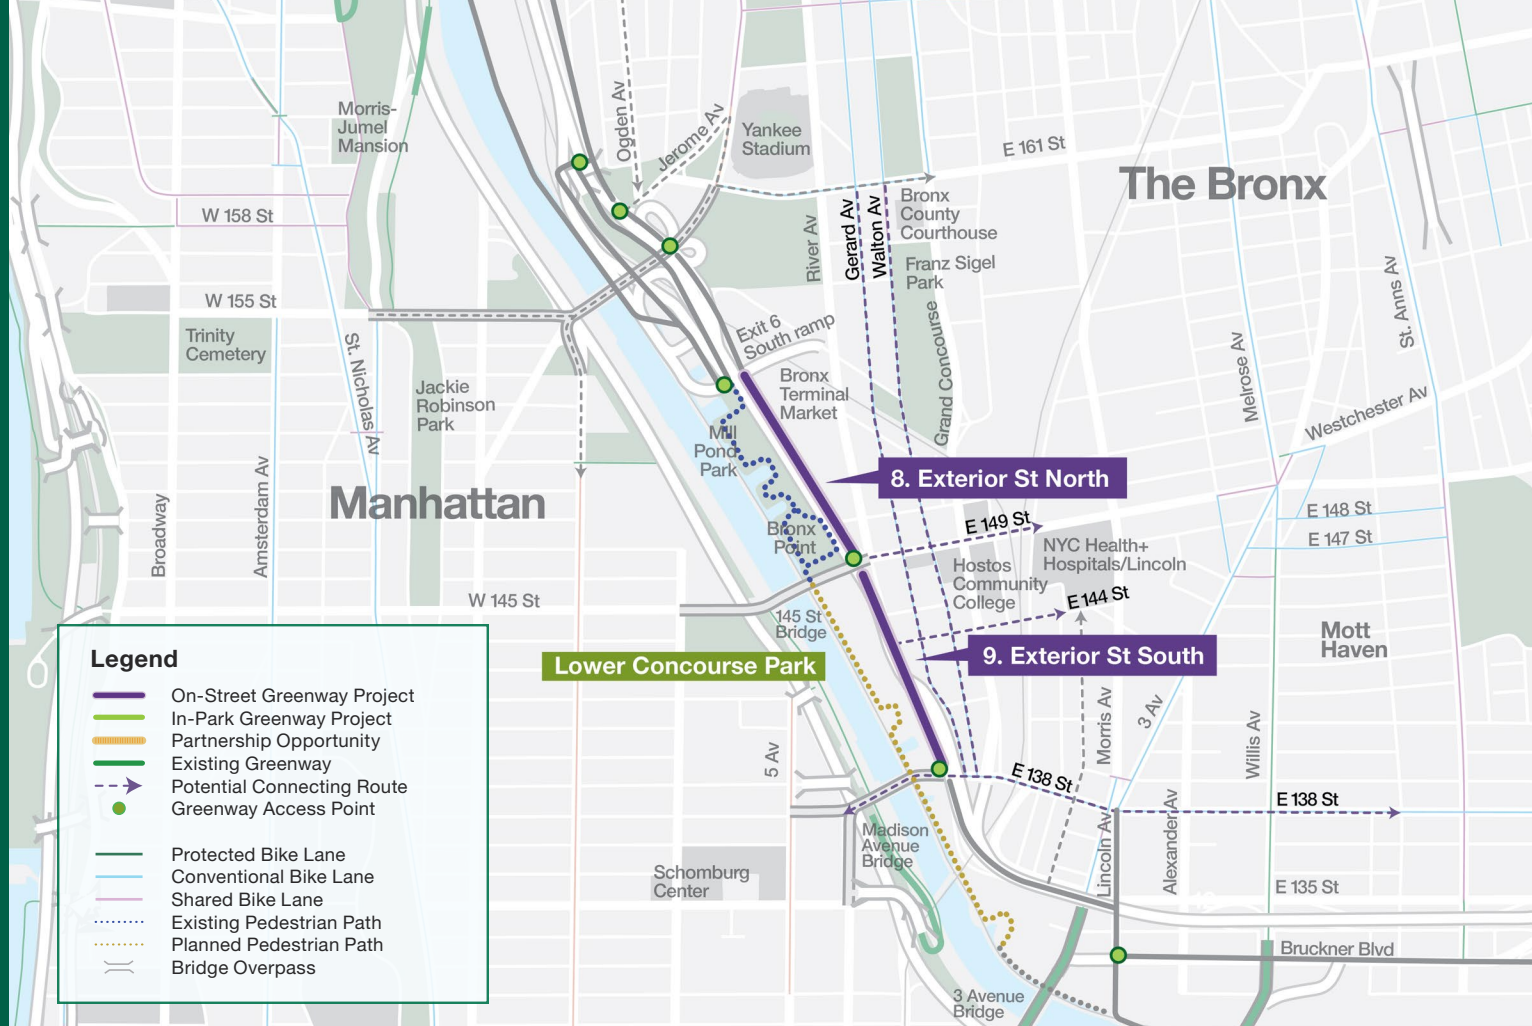 Morris-
Jumel
Mansion
Ogden Av
Jerome Av
Yankee
Stadium
E 161 St
The Bronx
W 158 St
River Av
Gerard Av
Walton Av
Bronx
County
Courthouse
Franz Sigel
Park
W 155 St
Trinity
Cemetery
St. Nicholas Av
Exit 6
South ramp
Grand Concourse
Melrose Av
St. Anns Av
Jackie
Robinson
Park
Bronx
Terminal
Market
Westchester Av
Mill
Pond
Park
Manhattan
8. Exterior St North
Broadway
Amsterdam Av
Bronx
Point
E 149 St
E 148 St
E 147 St
NYC Health+
Hospitals/Lincoln
Hostos
Community
College
E 144 St
W 145 St
145 St
Bridge
Mott
Haven
Lower Concourse Park
9. Exterior St South
Morris Av
3 Av
Willis Av
5 Av
E 138 St
E 138 St
Lincoln Av
Alexander Av
Madison
Avenue
Bridge
Schomburg
Center
E 135 St
Bruckner Blvd
3 Avenue
Bridge
Legend
On-Street Greenway Project
In-Park Greenway Project
Partnership Opportunity
Existing Greenway
Potential Connecting Route
Greenway Access Point
Protected Bike Lane
Conventional Bike Lane
Shared Bike Lane
Existing Pedestrian Path
Planned Pedestrian Path
Bridge Overpass